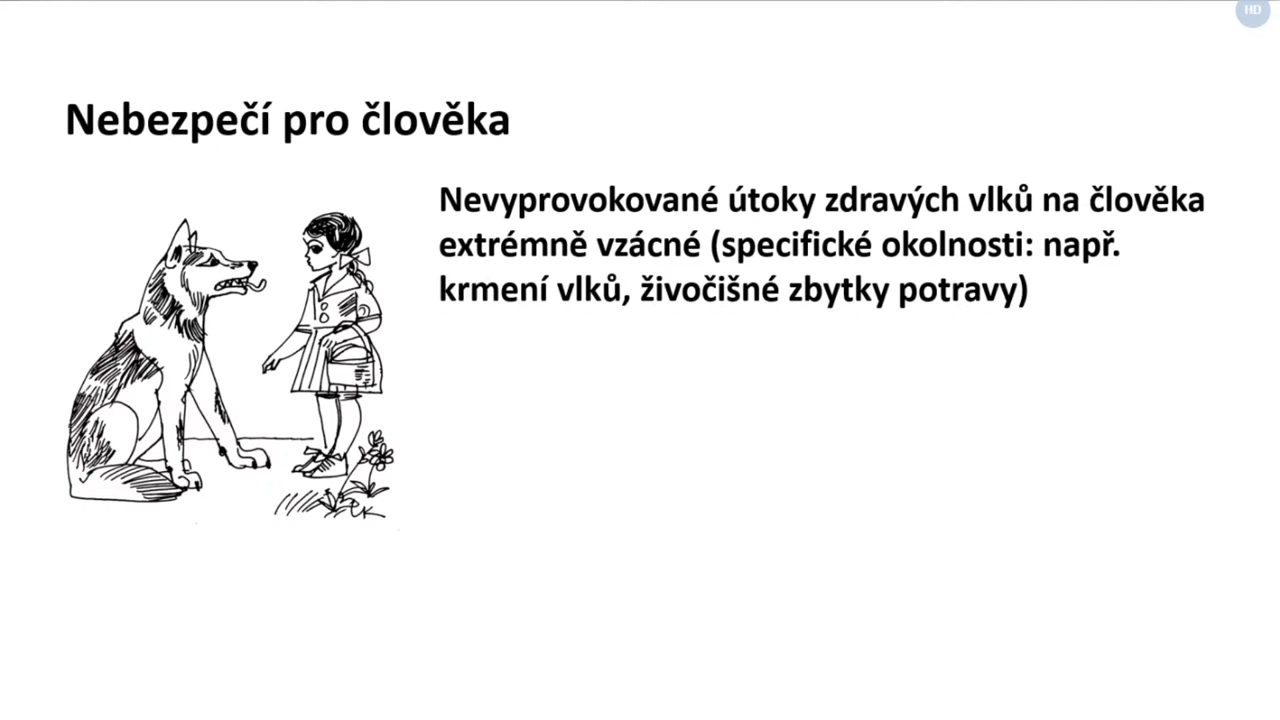 HD
Nebezpečí pro člověka
Nevyprovokované útoky zdravých vlků na člověka
extrémně vzácné (specifické okolnosti: např.
krmení vlků, živočišné zbytky potravy)